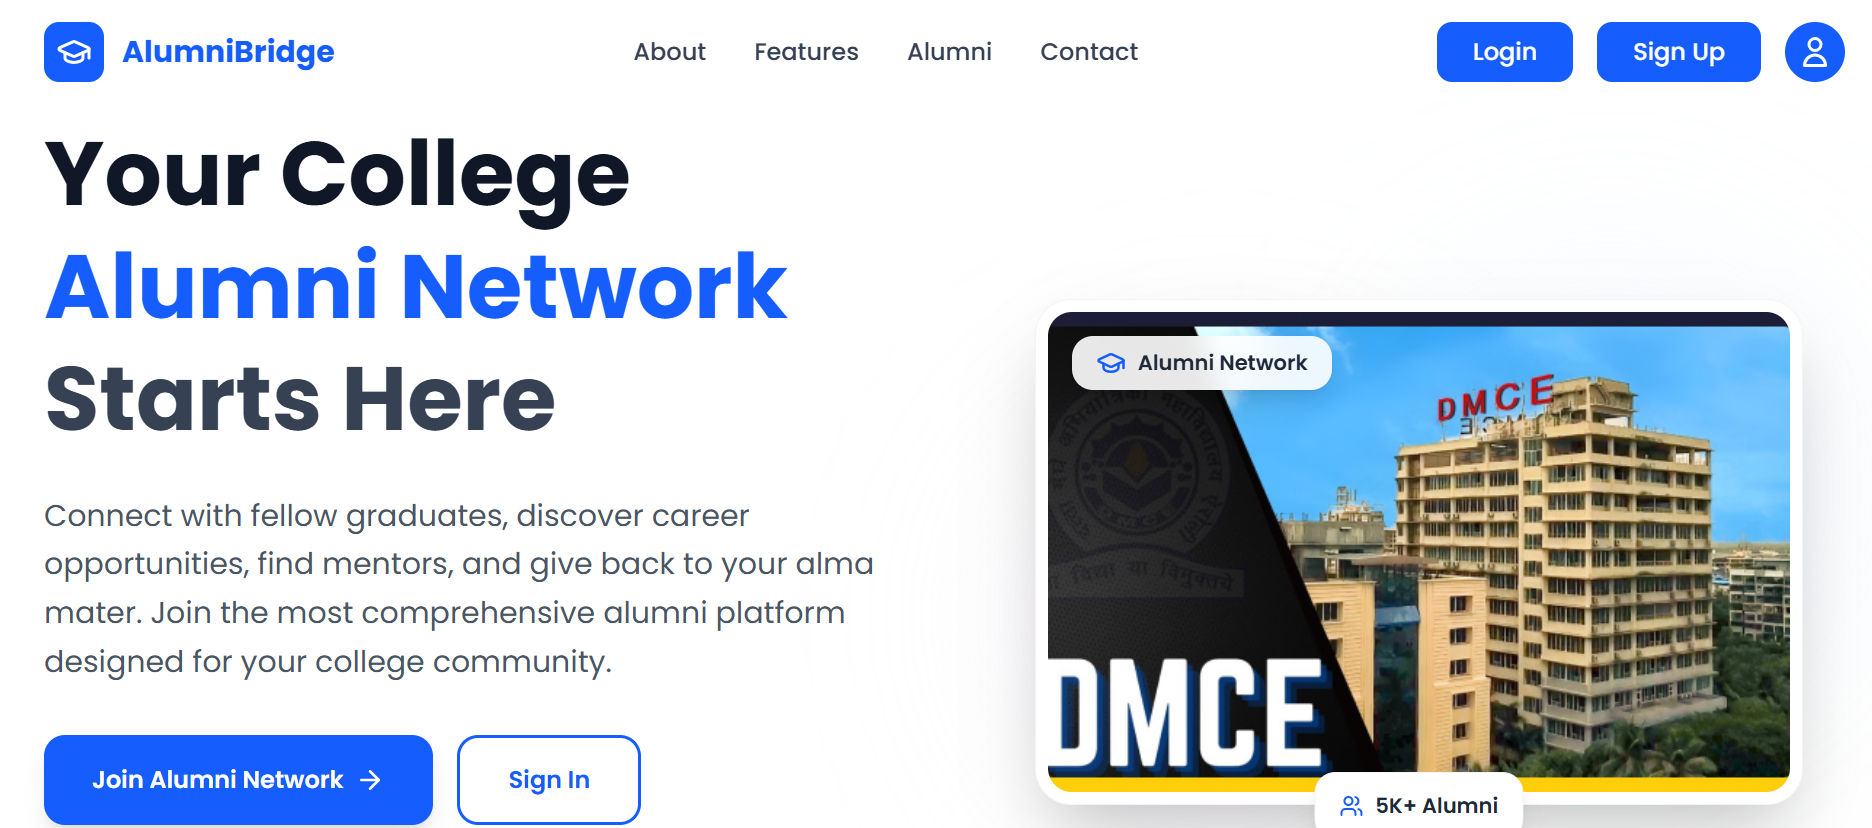 AlumniBridge
About
Features
Alumni
Contact
Login
Sign Up
Your College
Alumni Network
Starts Here
Connect with fellow graduates, discover career
opportunities, find mentors, and give back to your alma
mater. Join the most comprehensive alumni platform
designed for your college community.
Join Alumni Network
Sign In
Alumni Network
DMCE
विद्या या विमुक्तये
DMCE
5K+ Alumni